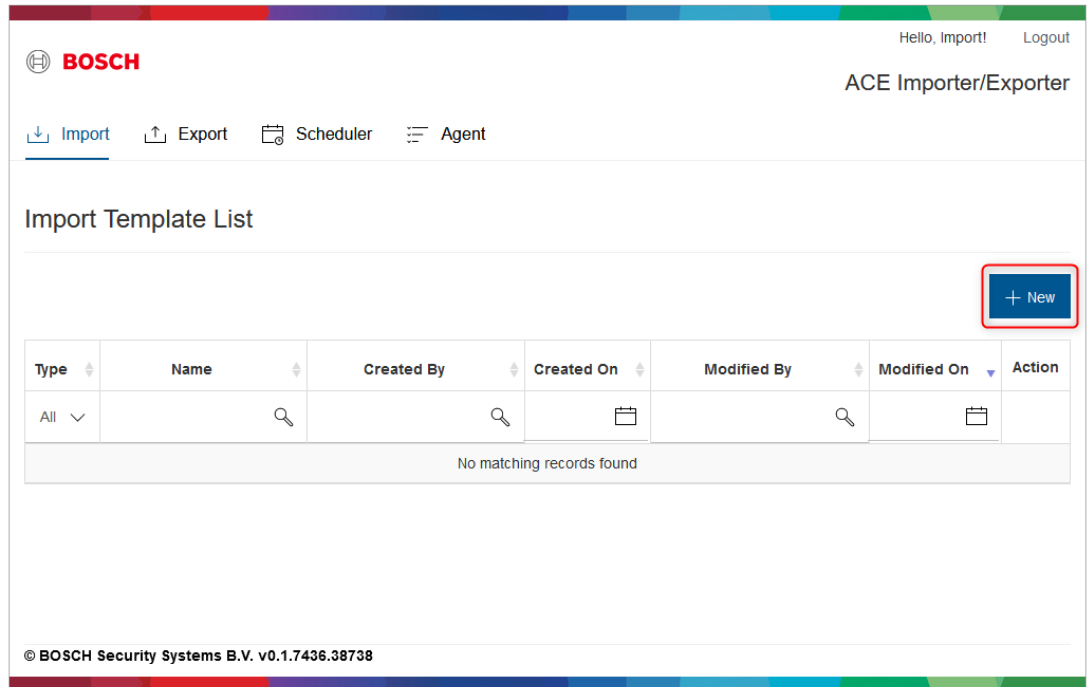 Hello, Import! Logout
BOSCH
ACE Importer/Exporter
Import Export Scheduler Agent
Import Template List
+ New
Type Name Created By Created On Modified By Modified On Action
All
No matching records found
© BOSCH Security Systems B.V. v0.1.7436.38738